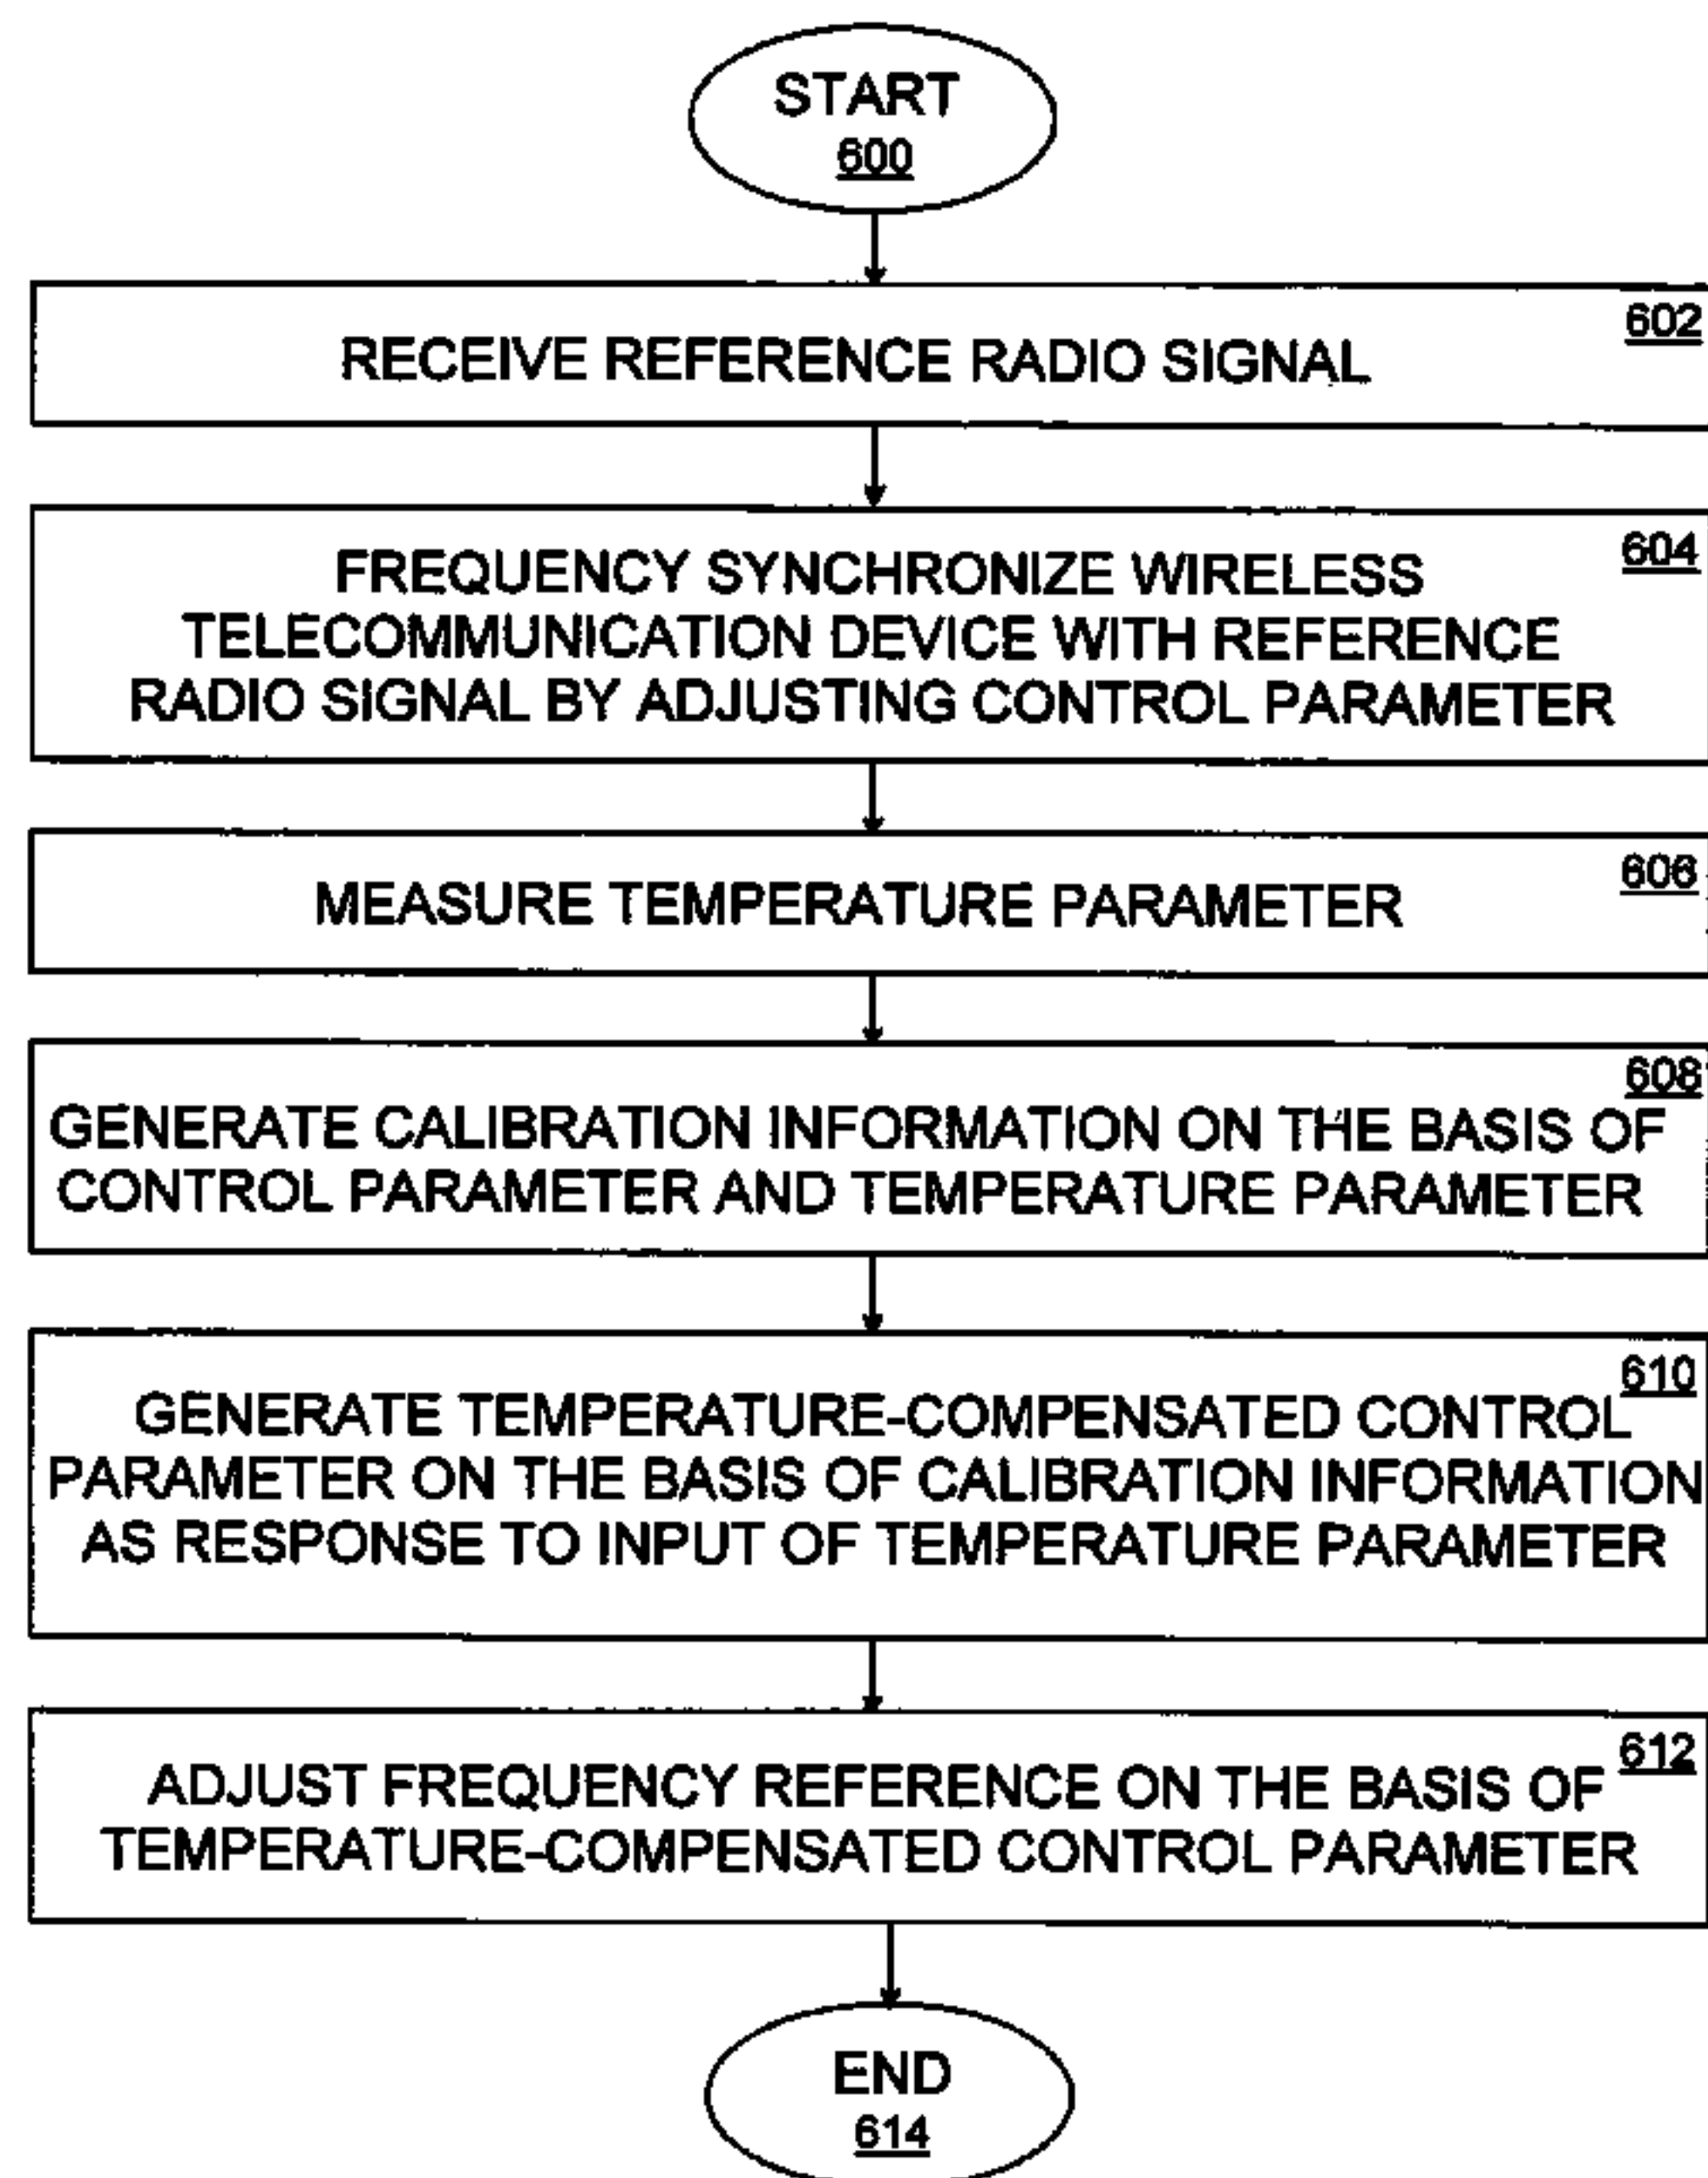 START
600
602
RECEIVE REFERENCE RADIO SIGNAL
604
FREQUENCY SYNCHRONIZE WIRELESS
TELECOMMUNICATION DEVICE WITH REFERENCE
RADIO SIGNAL BY ADJUSTING CONTROL PARAMETER
606
MEASURE TEMPERATURE PARAMETER
608
GENERATE CALIBRATION INFORMATION ON THE BASIS OF
CONTROL PARAMETER AND TEMPERATURE PARAMETER
610
GENERATE TEMPERATURE-COMPENSATED CONTROL
PARAMETER ON THE BASIS OF CALIBRATION INFORMATION
AS RESPONSE TO INPUT OF TEMPERATURE PARAMETER
612
ADJUST FREQUENCY REFERENCE ON THE BASIS OF
TEMPERATURE-COMPENSATED CONTROL PARAMETER
END
614